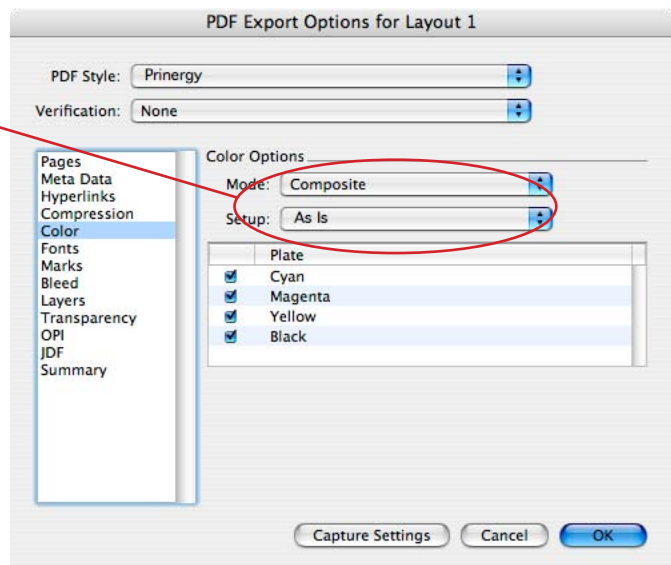 PDF Export Options for Layout 1
PDF Style: Prinergy
Verification: None
Pages
Meta Data
Hyperlinks
Compression
Color
Fonts
Marks
Bleed
Layers
Transparency
OPI
JDF
Summary
Color Options
Mode: Composite
Setup: As Is
Plate
Cyan
Magenta
Yellow
Black
Capture Settings Cancel OK